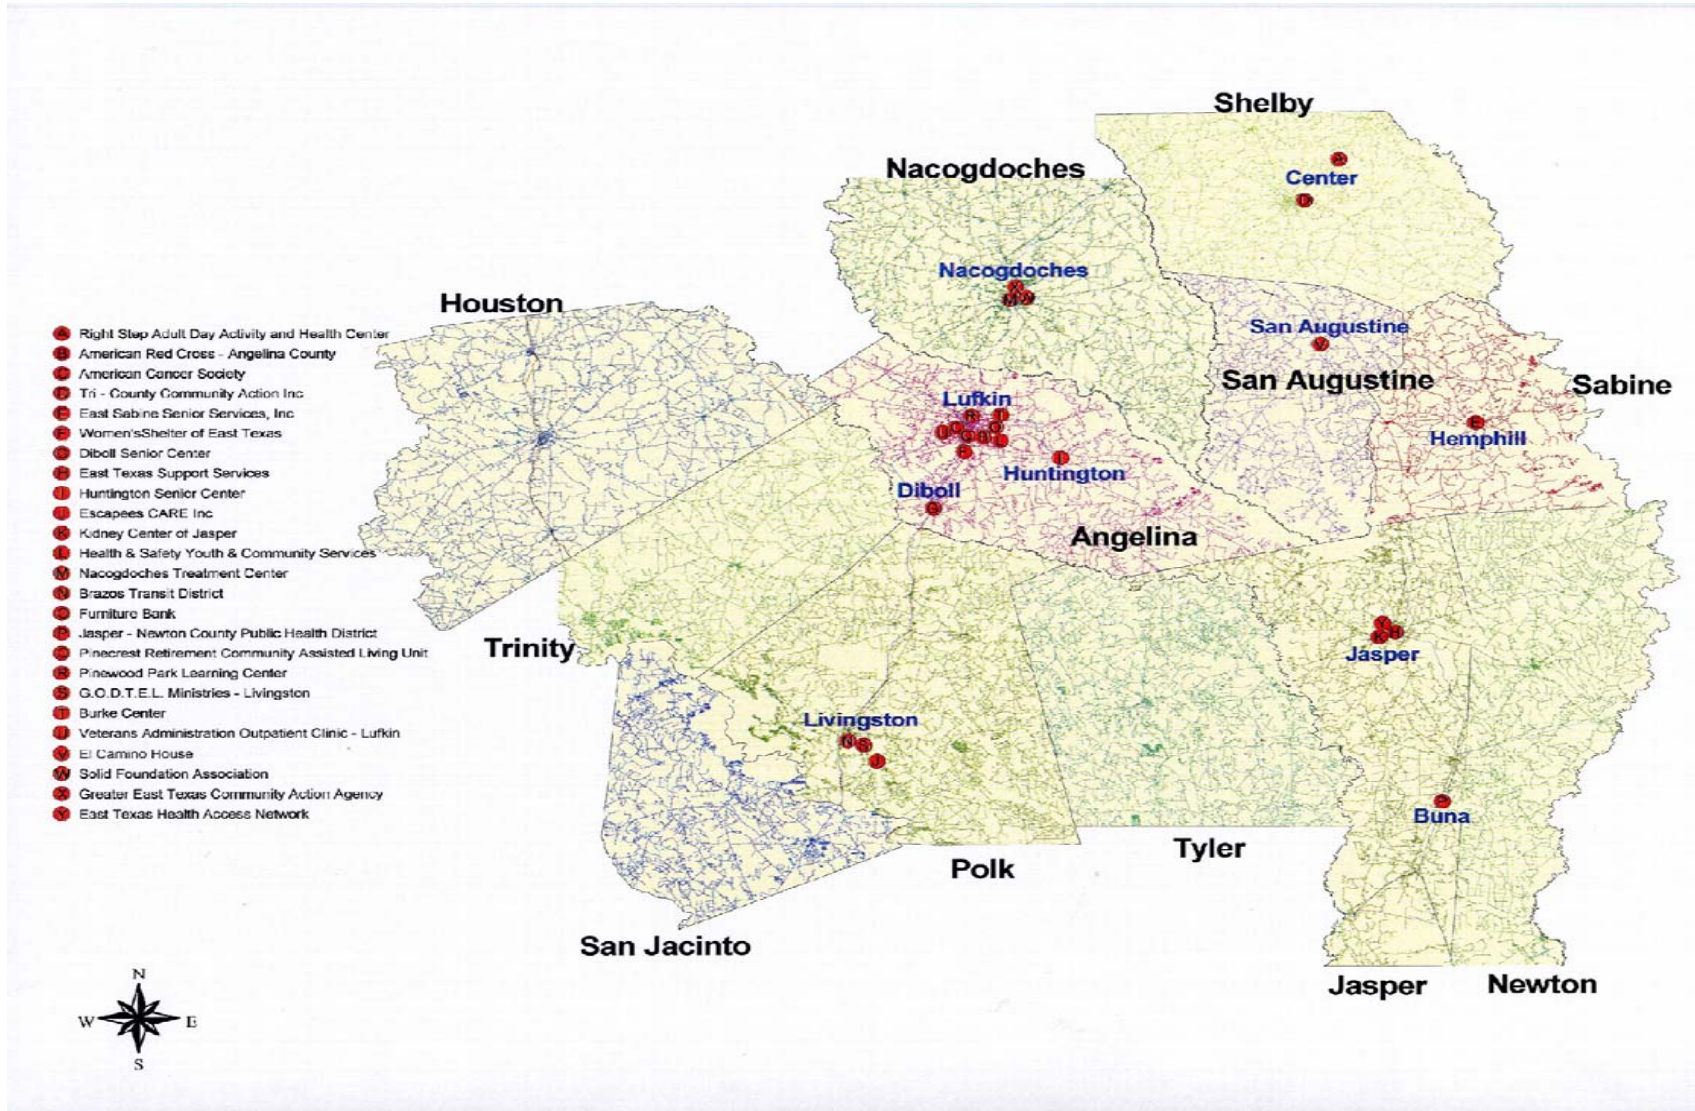 Shelby
A
Center
D
Nacogdoches
Nacogdoches
X
M W
Houston
San Augustine
V
San Augustine
Sabine
E
Hemphill
Lufkin
R T
U C O Q B L
F
I
Huntington
Diboll
G
Angelina
A Right Step Adult Day Activity and Health Center
B American Red Cross - Angelina County
C American Cancer Society
D Tri - County Community Action Inc
E East Sabine Senior Services, Inc
F Women'sShelter of East Texas
G Diboll Senior Center
H East Texas Support Services
I Huntington Senior Center
J Escapees CARE Inc
K Kidney Center of Jasper
L Health & Safety Youth & Community Services
M Nacogdoches Treatment Center
N Brazos Transit District
O Furniture Bank
P Jasper - Newton County Public Health District
Q Pinecrest Retirement Community Assisted Living Unit
R Pinewood Park Learning Center
S G.O.D.T.E.L. Ministries - Livingston
T Burke Center
U Veterans Administration Outpatient Clinic - Lufkin
V El Camino House
W Solid Foundation Association
X Greater East Texas Community Action Agency
Y East Texas Health Access Network
Trinity
Y
K H
Jasper
Livingston
N S
J
P
Buna
Tyler
Polk
San Jacinto
Jasper
Newton
N
W E
S